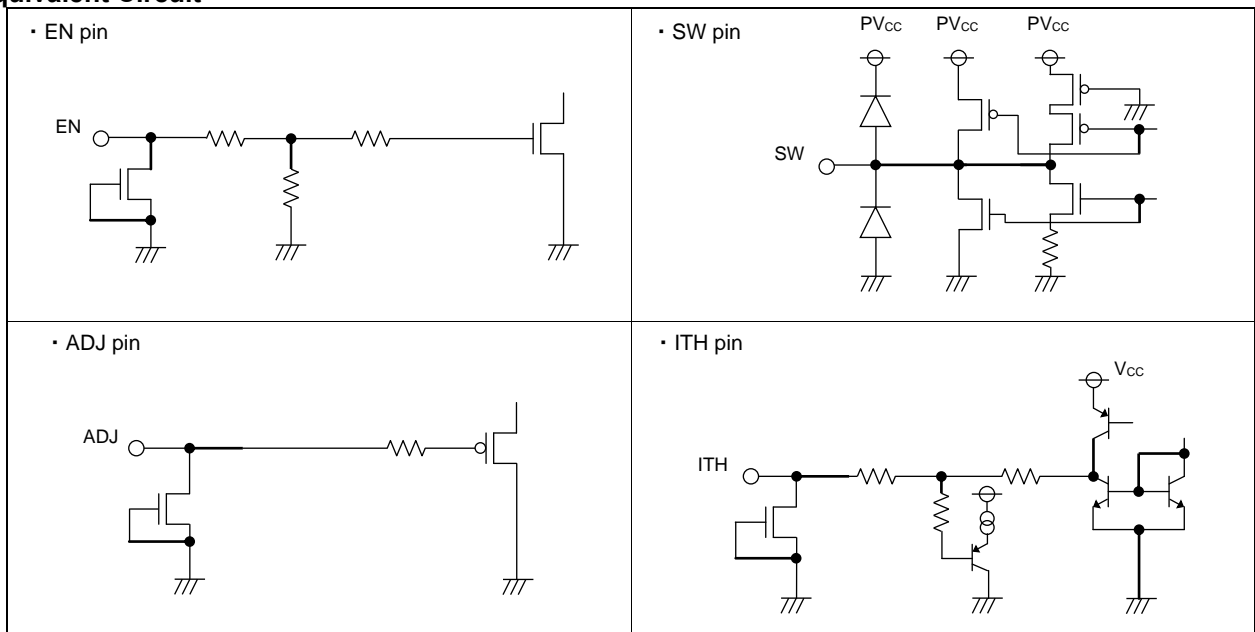 quivalent Circuit
・EN pin
EN
・SW pin
PVCC PVCC PVCC
SW
・ADJ pin
ADJ
・ITH pin
VCC
ITH